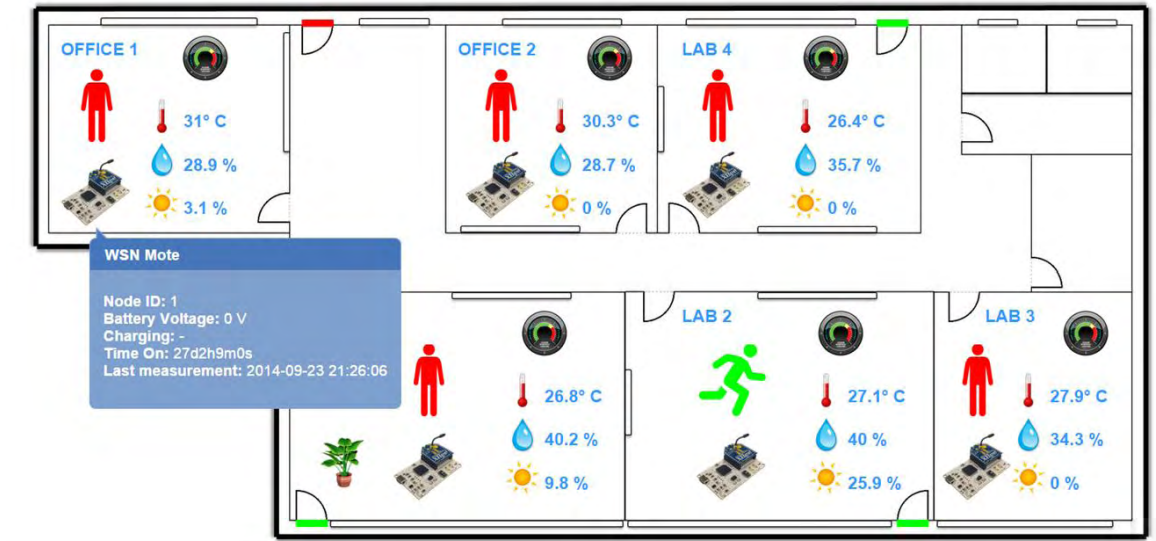 OFFICE 1
31° C
28.9 %
3.1 %
OFFICE 2
30.3° C
28.7 %
0 %
LAB 4
26.4° C
35.7 %
0 %
WSN Mote
Node ID: 1
Battery Voltage: 0 V
Charging: -
Time On: 27d2h9m0s
Last measurement: 2014-09-23 21:26:06
26.8° C
40.2 %
9.8 %
LAB 2
27.1° C
40 %
25.9 %
LAB 3
27.9° C
34.3 %
0 %